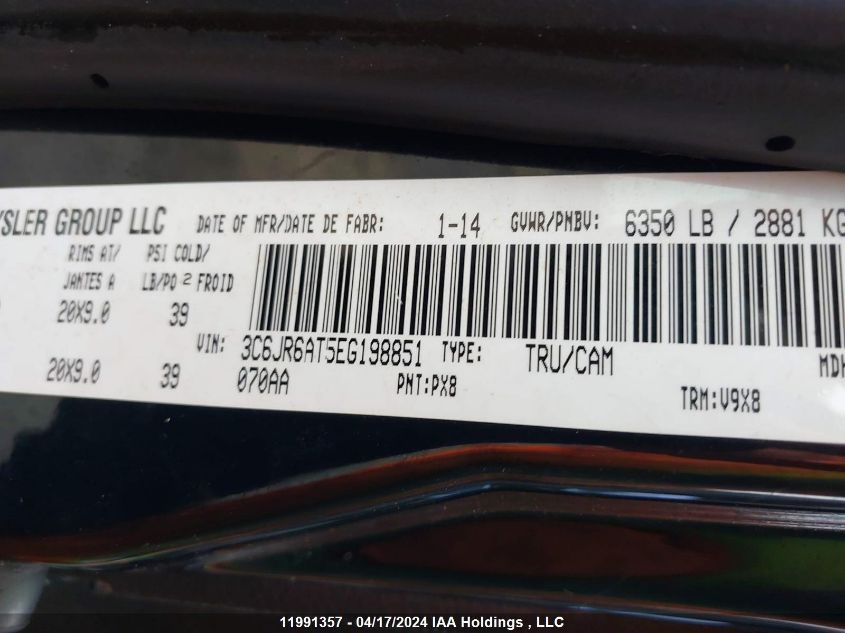 SLER GROUP LLC DATE OF MFR/DATE DE FABR: 1-14 GVWR/PNBV: 6350 LB / 2881 KG
RIMS AT/ PSI COLD/
JANTES A LB/PO 2 FROID
20X9.0 39
VIN: 3C6JR6AT5EG198851 TYPE: TRU/CAM MDH
20X9.0 39 070AA PNT:PX8 TRM:V9X8
11991357 - 04/17/2024 IAA Holdings , LLC